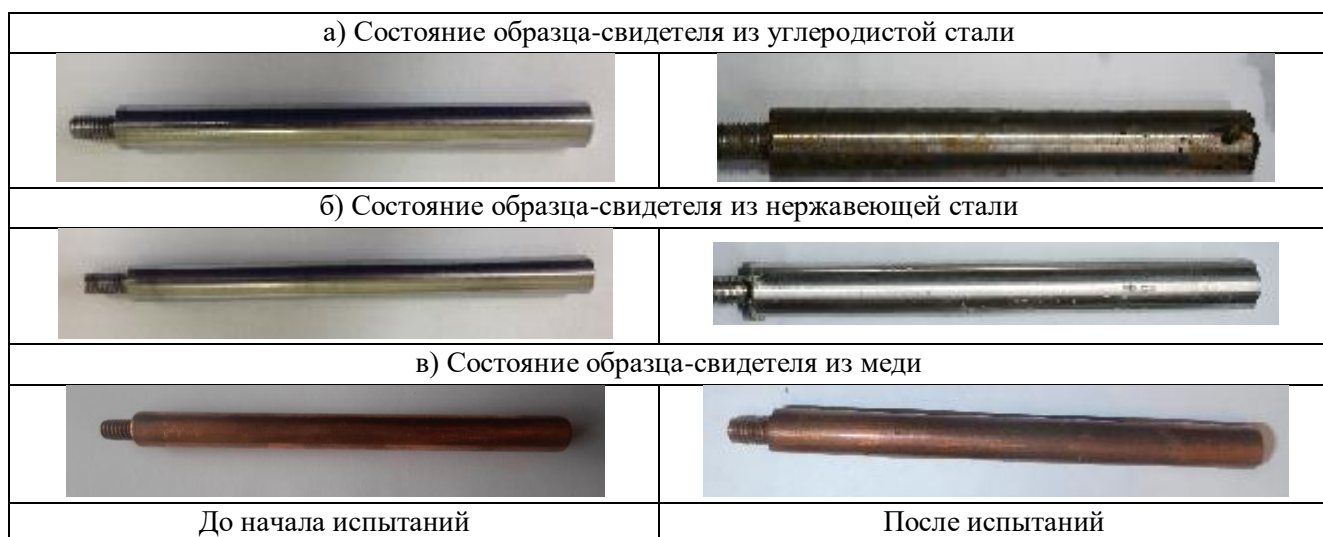 а) Состояние образца-свидетеля из углеродистой стали
б) Состояние образца-свидетеля из нержавеющей стали
в) Состояние образца-свидетеля из меди
До начала испытаний
После испытаний